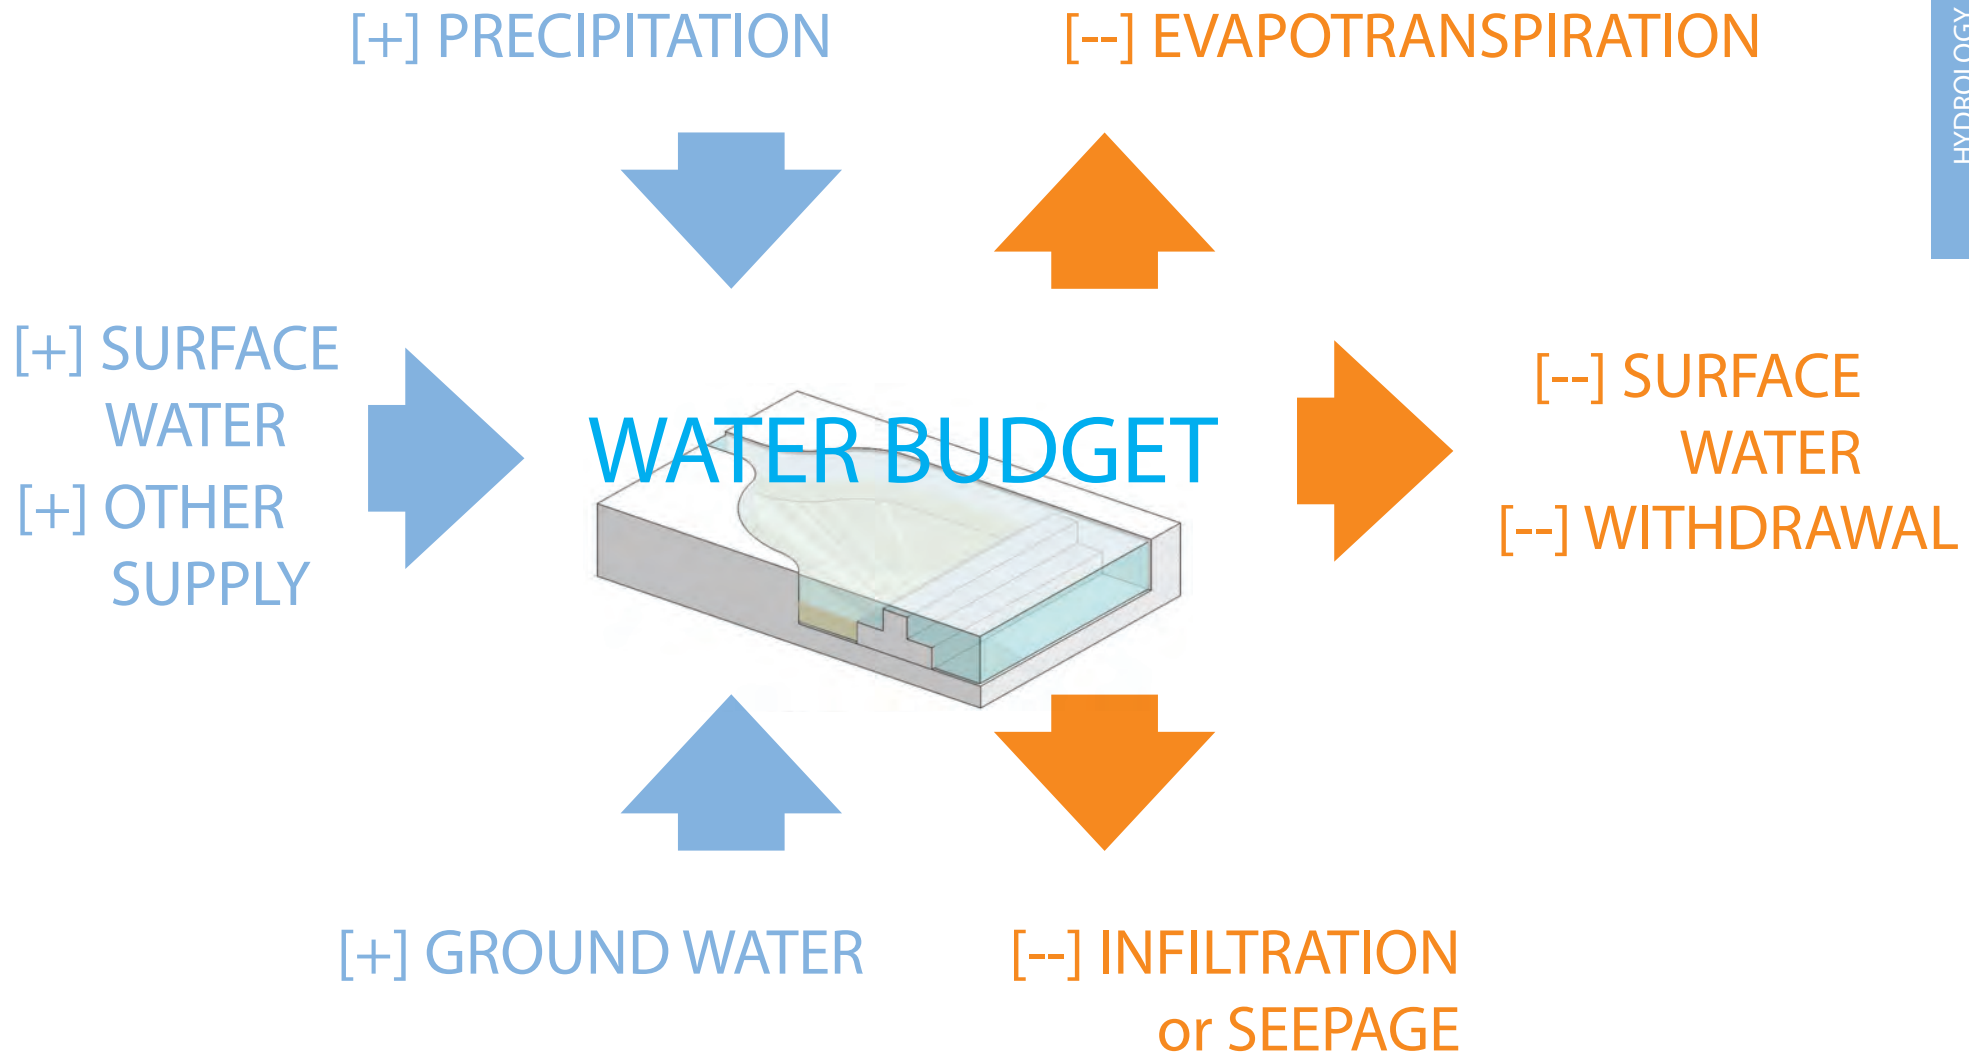 [+] PRECIPITATION
[--] EVAPOTRANSPIRATION
HYDROLOGY
[+] SURFACE
WATER
[+] OTHER
SUPPLY
WATER BUDGET
[--] SURFACE
WATER
[--] WITHDRAWAL
[+] GROUND WATER
[--] INFILTRATION
or SEEPAGE